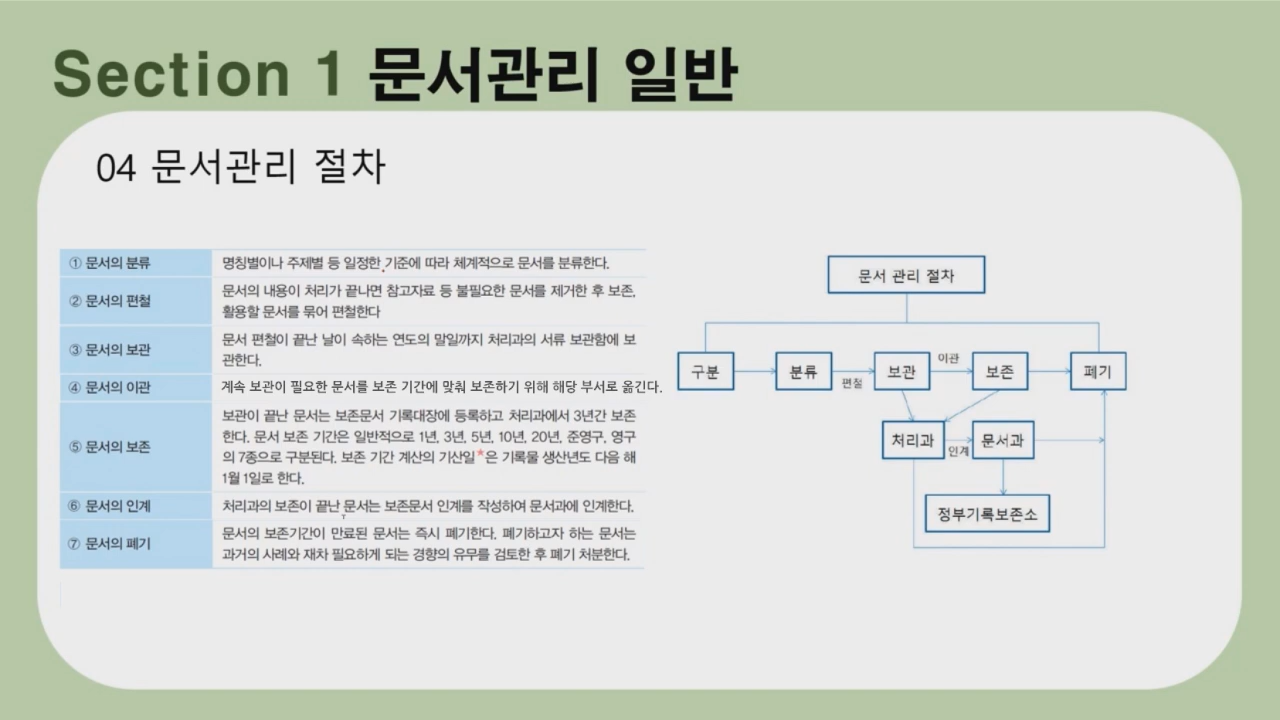 Section 1 문서관리 일반
04 문서관리 절차
① 문서의 분류
명칭별이나 주제별 등 일정한 기준에 따라 체계적으로 문서를 분류한다.
② 문서의 편철
문서의 내용이 처리가 끝나면 참고자료 등 불필요한 문서를 제거한 후 보존,
활용할 문서를 묶어 편철한다
③ 문서의 보관
문서 편철이 끝난 날이 속하는 연도의 말일까지 처리과의 서류 보관함에 보
관한다.
④ 문서의 이관
계속 보관이 필요한 문서를 보존 기간에 맞춰 보존하기 위해 해당 부서로 옮긴다.
⑤ 문서의 보존
보관이 끝난 문서는 보존문서 기록대장에 등록하고 처리과에서 3년간 보존
한다. 문서 보존 기간은 일반적으로 1년, 3년, 5년, 10년, 20년, 준영구, 영구
의 7종으로 구분된다. 보존 기간 계산의 기산일*은 기록물 생산년도 다음 해
1월 1일로 한다.
⑥ 문서의 인계
처리과의 보존이 끝난 문서는 보존문서 인계를 작성하여 문서과에 인계한다.
⑦ 문서의 폐기
문서의 보존기간이 만료된 문서는 즉시 폐기한다. 폐기하고자 하는 문서는
과거의 사례와 재차 필요하게 되는 경향의 유무를 검토한 후 폐기 처분한다.
문서 관리 절차
구분
분류
편철
보관
이관
보존
폐기
처리과
인계
문서과
정부기록보존소